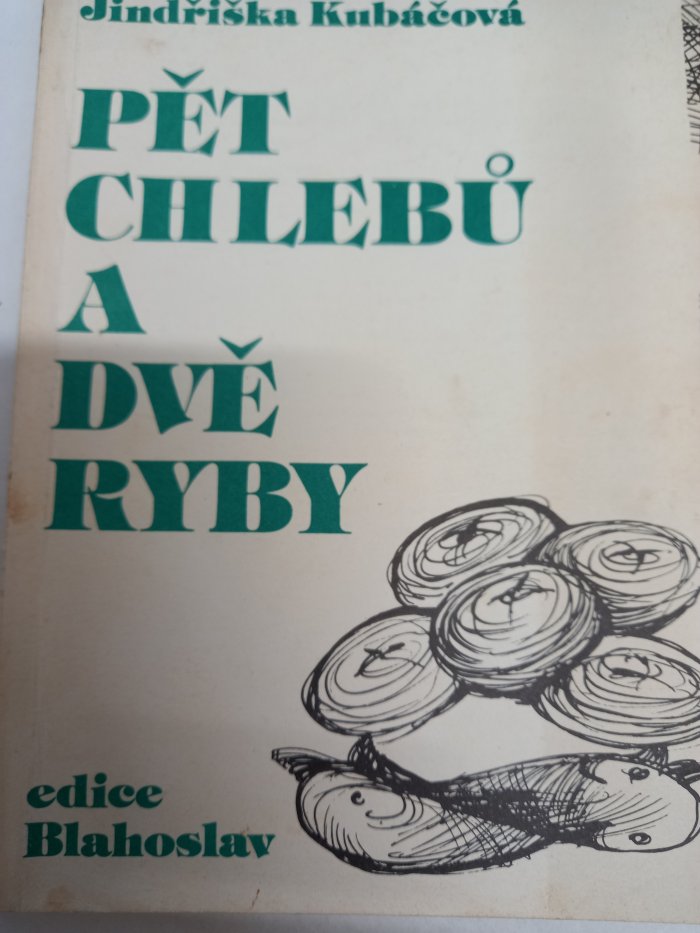 Jindřiška Kubáčová
PĚT
CHLEBŮ
A
DVĚ
RYBY
edice
Blahoslav